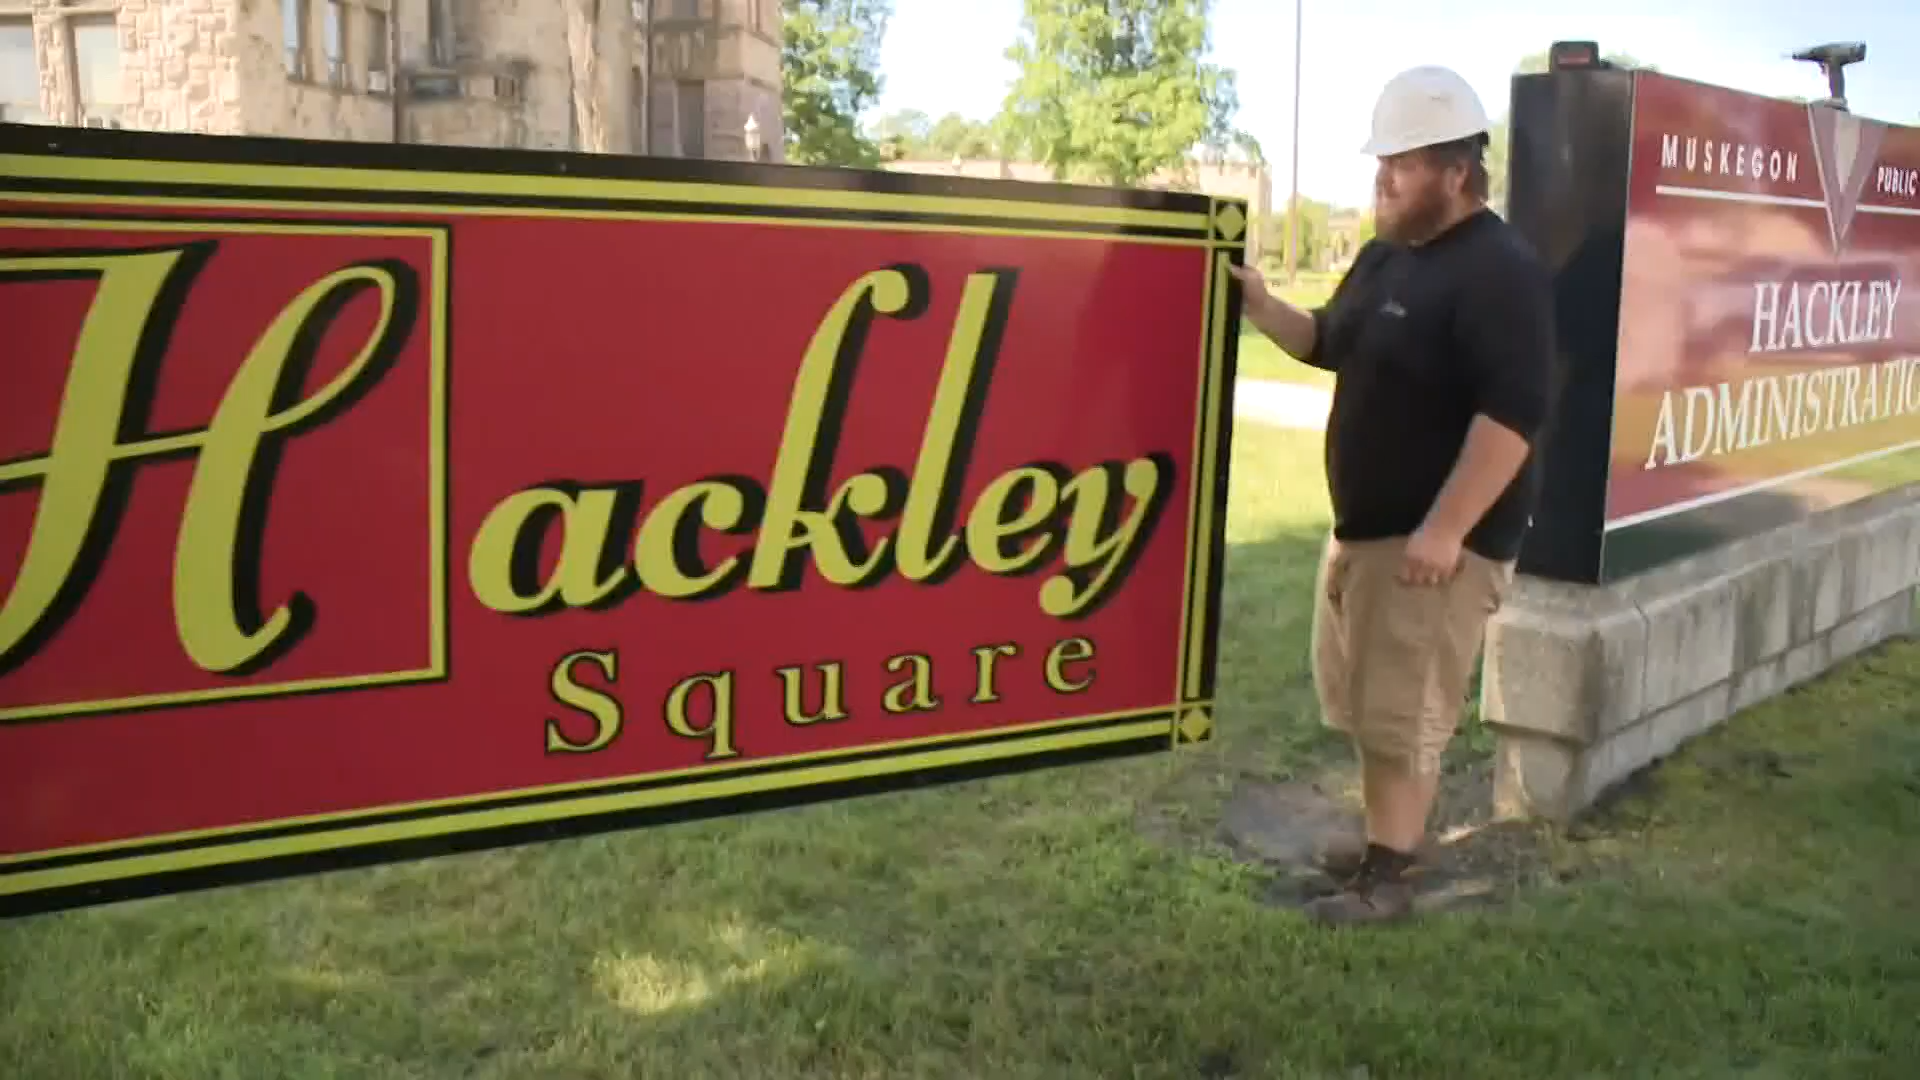 Hackley
Square
MUSKEGON PUBLIC
HACKLEY
ADMINISTRATIO